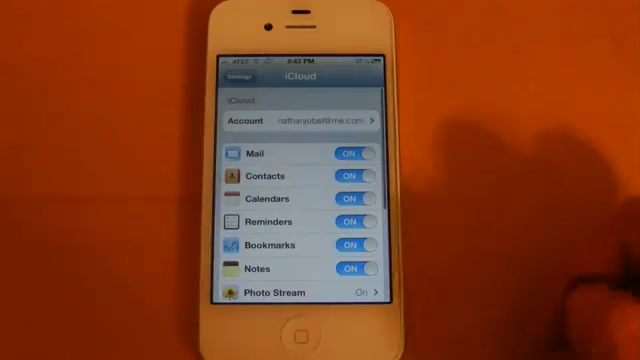 AT&T 8:43 PM
Settings iCloud
iCloud
Account nathanjobst@me.com
Mail ON
Contacts ON
Calendars ON
Reminders ON
Bookmarks ON
Notes ON
Photo Stream On